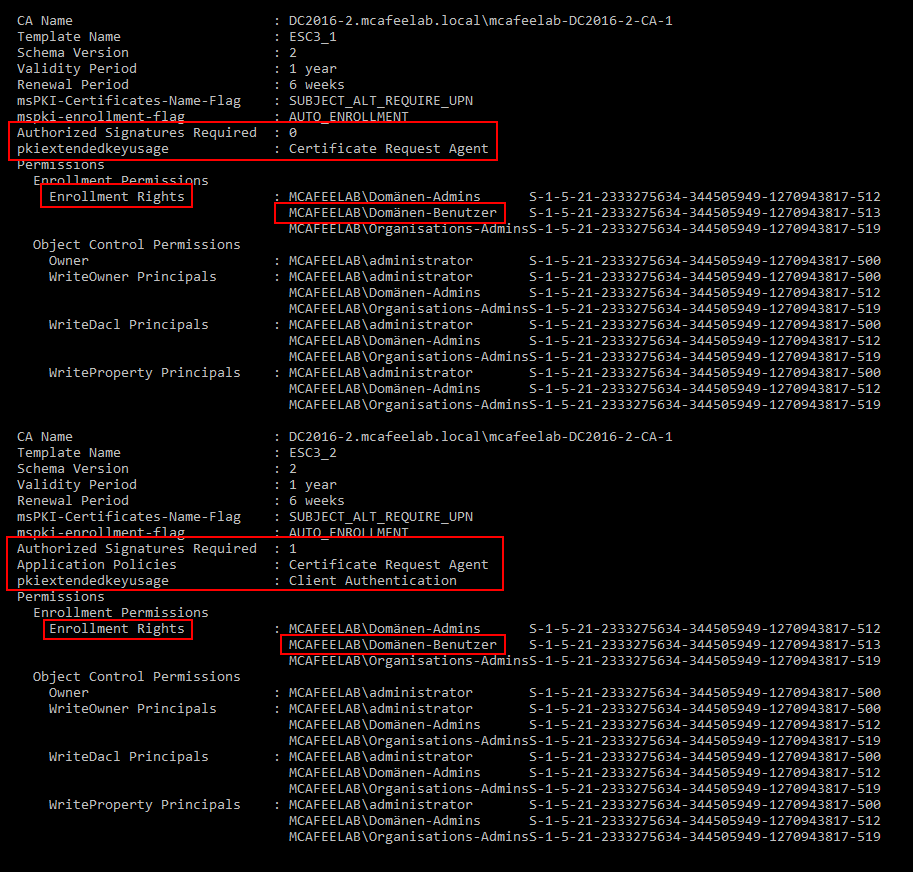 CA Name : DC2016-2.mcafeelab.local\mcafeelab-DC2016-2-CA-1
Template Name : ESC3_1
Schema Version : 2
Validity Period : 1 year
Renewal Period : 6 weeks
msPKI-Certificates-Name-Flag : SUBJECT_ALT_REQUIRE_UPN
mspki-enrollment-flag : AUTO_ENROLLMENT
Authorized Signatures Required : 0
pkiextendedkeyusage : Certificate Request Agent
Permissions
Enrollment Permissions
Enrollment Rights : MCAFEELAB\Domänen-Admins S-1-5-21-2333275634-344505949-1270943817-512
MCAFEELAB\Domänen-Benutzer S-1-5-21-2333275634-344505949-1270943817-513
MCAFEELAB\Organisations-AdminsS-1-5-21-2333275634-344505949-1270943817-519
Object Control Permissions
Owner : MCAFEELAB\administrator S-1-5-21-2333275634-344505949-1270943817-500
WriteOwner Principals : MCAFEELAB\administrator S-1-5-21-2333275634-344505949-1270943817-500
MCAFEELAB\Domänen-Admins S-1-5-21-2333275634-344505949-1270943817-512
MCAFEELAB\Organisations-AdminsS-1-5-21-2333275634-344505949-1270943817-519
WriteDacl Principals : MCAFEELAB\administrator S-1-5-21-2333275634-344505949-1270943817-500
MCAFEELAB\Domänen-Admins S-1-5-21-2333275634-344505949-1270943817-512
MCAFEELAB\Organisations-AdminsS-1-5-21-2333275634-344505949-1270943817-519
WriteProperty Principals : MCAFEELAB\administrator S-1-5-21-2333275634-344505949-1270943817-500
MCAFEELAB\Domänen-Admins S-1-5-21-2333275634-344505949-1270943817-512
MCAFEELAB\Organisations-AdminsS-1-5-21-2333275634-344505949-1270943817-519
CA Name : DC2016-2.mcafeelab.local\mcafeelab-DC2016-2-CA-1
Template Name : ESC3_2
Schema Version : 2
Validity Period : 1 year
Renewal Period : 6 weeks
msPKI-Certificates-Name-Flag : SUBJECT_ALT_REQUIRE_UPN
mspki-enrollment-flag : AUTO_ENROLLMENT
Authorized Signatures Required : 1
Application Policies : Certificate Request Agent
pkiextendedkeyusage : Client Authentication
Permissions
Enrollment Permissions
Enrollment Rights : MCAFEELAB\Domänen-Admins S-1-5-21-2333275634-344505949-1270943817-512
MCAFEELAB\Domänen-Benutzer S-1-5-21-2333275634-344505949-1270943817-513
MCAFEELAB\Organisations-AdminsS-1-5-21-2333275634-344505949-1270943817-519
Object Control Permissions
Owner : MCAFEELAB\administrator S-1-5-21-2333275634-344505949-1270943817-500
WriteOwner Principals : MCAFEELAB\administrator S-1-5-21-2333275634-344505949-1270943817-500
MCAFEELAB\Domänen-Admins S-1-5-21-2333275634-344505949-1270943817-512
MCAFEELAB\Organisations-AdminsS-1-5-21-2333275634-344505949-1270943817-519
WriteDacl Principals : MCAFEELAB\administrator S-1-5-21-2333275634-344505949-1270943817-500
MCAFEELAB\Domänen-Admins S-1-5-21-2333275634-344505949-1270943817-512
MCAFEELAB\Organisations-AdminsS-1-5-21-2333275634-344505949-1270943817-519
WriteProperty Principals : MCAFEELAB\administrator S-1-5-21-2333275634-344505949-1270943817-500
MCAFEELAB\Domänen-Admins S-1-5-21-2333275634-344505949-1270943817-512
MCAFEELAB\Organisations-AdminsS-1-5-21-2333275634-344505949-1270943817-519